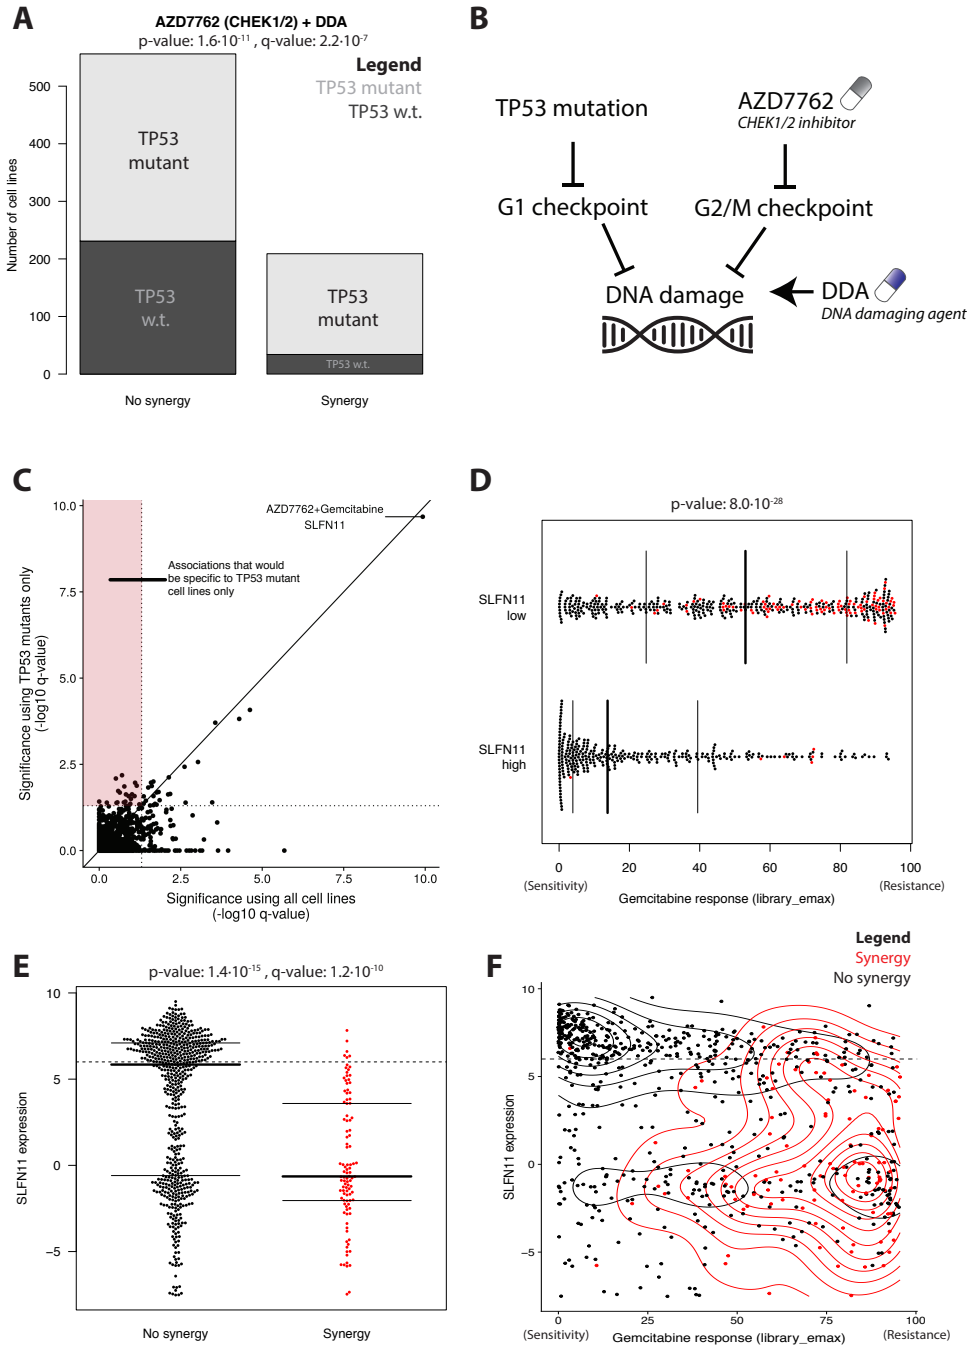 A
AZD7762 (CHEK1/2) + DDA
p-value: 1.6·10⁻¹¹ , q-value: 2.2·10⁻⁷
Legend
TP53 mutant
TP53 w.t.
Number of cell lines
500
400
300
200
100
0
TP53
mutant
TP53
w.t.
TP53
mutant
TP53 w.t.
No synergy
Synergy
B
TP53 mutation
AZD7762
CHEK1/2 inhibitor
G1 checkpoint
G2/M checkpoint
DNA damage
DDA
DNA damaging agent
C
Significance using TP53 mutants only
(-log10 q-value)
10.0
7.5
5.0
2.5
0.0
AZD7762+Gemcitabine
SLFN11
Associations that would
be specific to TP53 mutant
cell lines only
0.0
2.5
5.0
7.5
10.0
Significance using all cell lines
(-log10 q-value)
D
p-value: 8.0·10⁻²⁸
SLFN11
low
SLFN11
high
0
20
40
60
80
100
(Sensitivity)
(Resistance)
Gemcitabine response (library_emax)
E
p-value: 1.4·10⁻¹⁵ , q-value: 1.2·10⁻¹⁰
SLFN11 expression
10
5
0
−5
No synergy
Synergy
F
Legend
Synergy
No synergy
SLFN11 expression
10
5
0
−5
0
25
50
75
100
(Sensitivity)
Gemcitabine response (library_emax)
(Resistance)